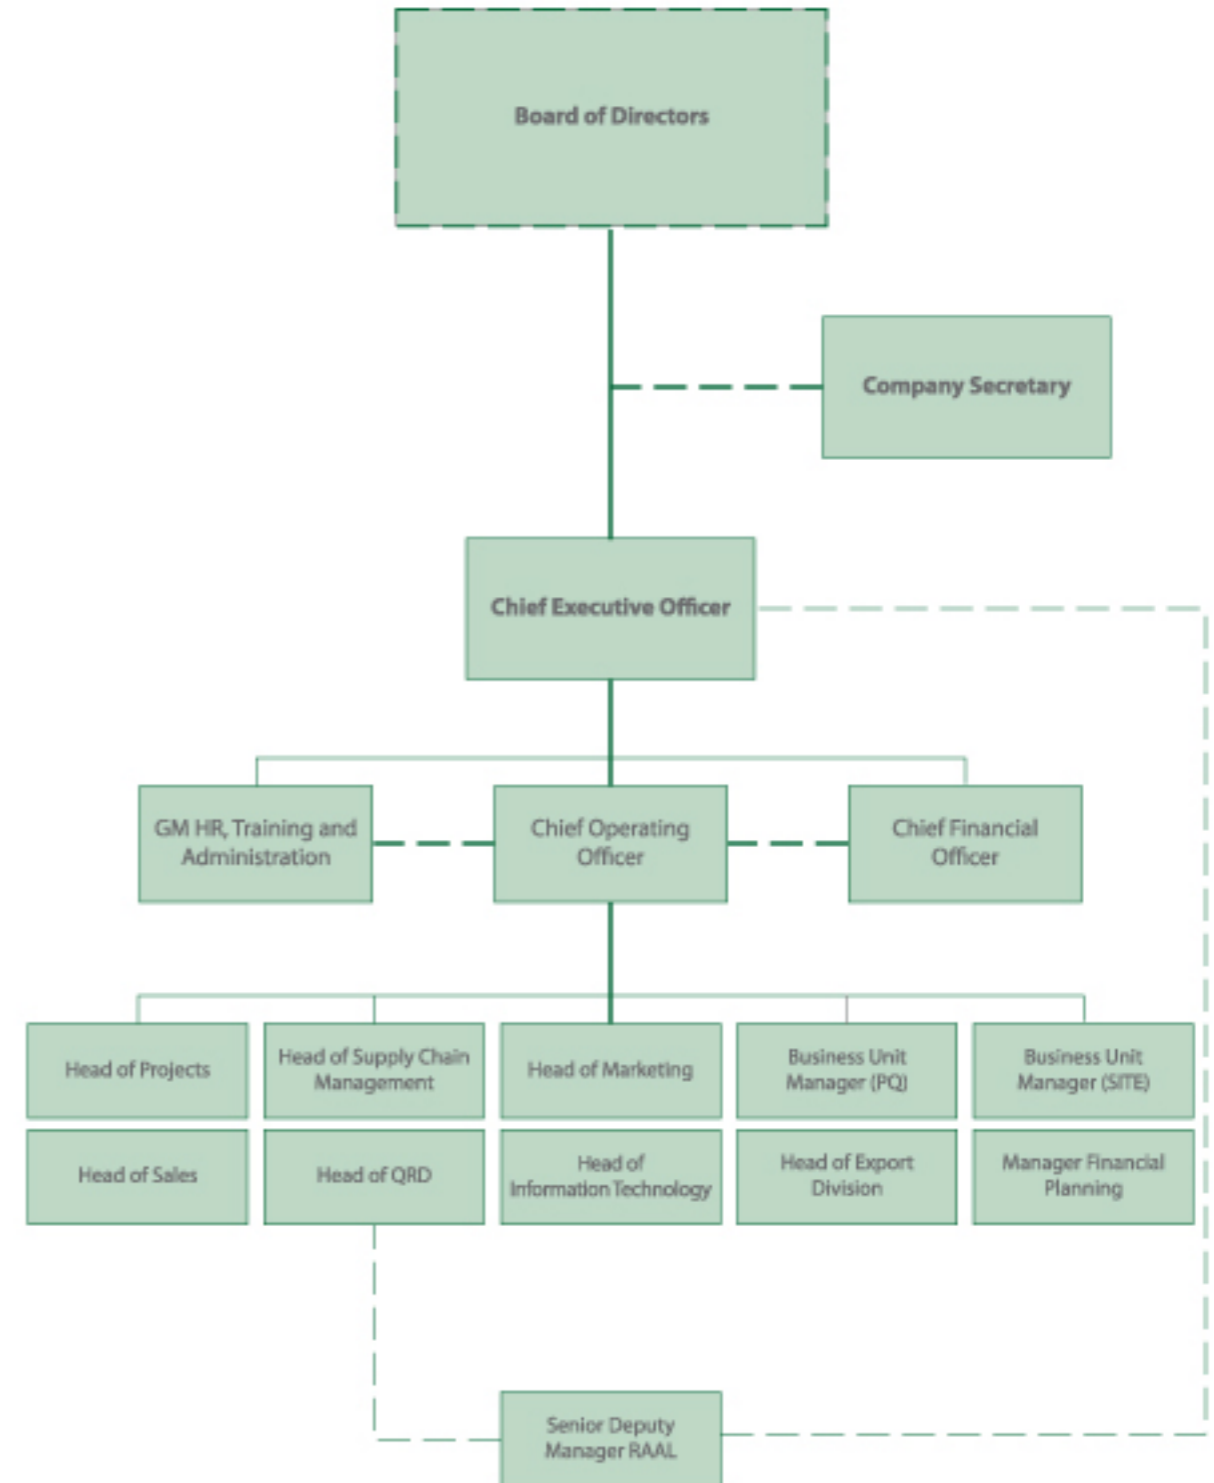 Board of Directors
Company Secretary
Chief Executive Officer
GM HR, Training and
Administration
Chief Operating
Officer
Chief Financial
Officer
Head of Projects
Head of Supply Chain
Management
Head of Marketing
Business Unit
Manager (PQ)
Business Unit
Manager (SITE)
Head of Sales
Head of QRD
Head of
Information Technology
Head of Export
Division
Manager Financial
Planning
Senior Deputy
Manager RAAL